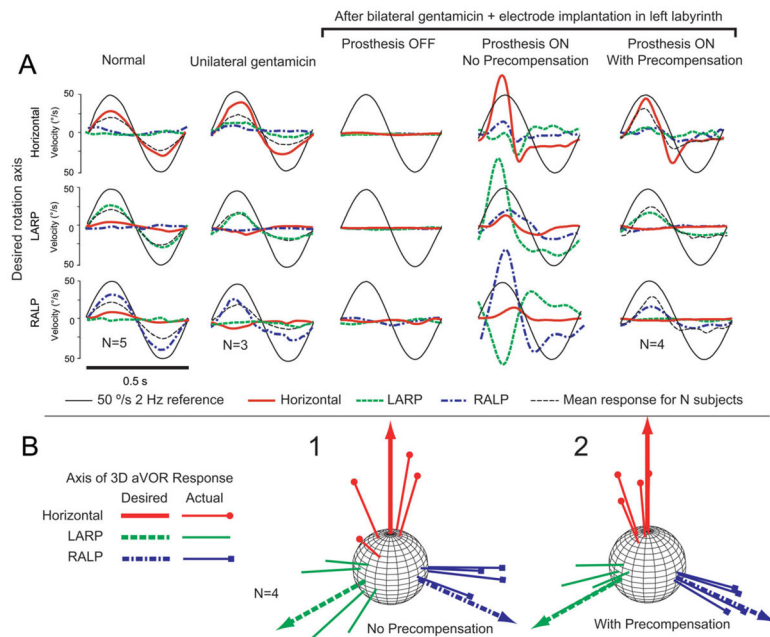 After bilateral gentamicin + electrode implantation in left labyrinth
Normal
Unilateral gentamicin
Prosthesis OFF
Prosthesis ON
No Precompensation
Prosthesis ON
With Precompensation
A
Desired rotation axis
Horizontal
Velocity (°/s)
50
0
50
LARP
Velocity (°/s)
50
0
50
RALP
Velocity (°/s)
50
0
50
N=5
N=3
N=4
0.5 s
50 º/s 2 Hz reference
Horizontal
LARP
RALP
Mean response for N subjects
B
1
2
Axis of 3D aVOR Response
Desired
Actual
Horizontal
LARP
RALP
N=4
No Precompensation
With Precompensation